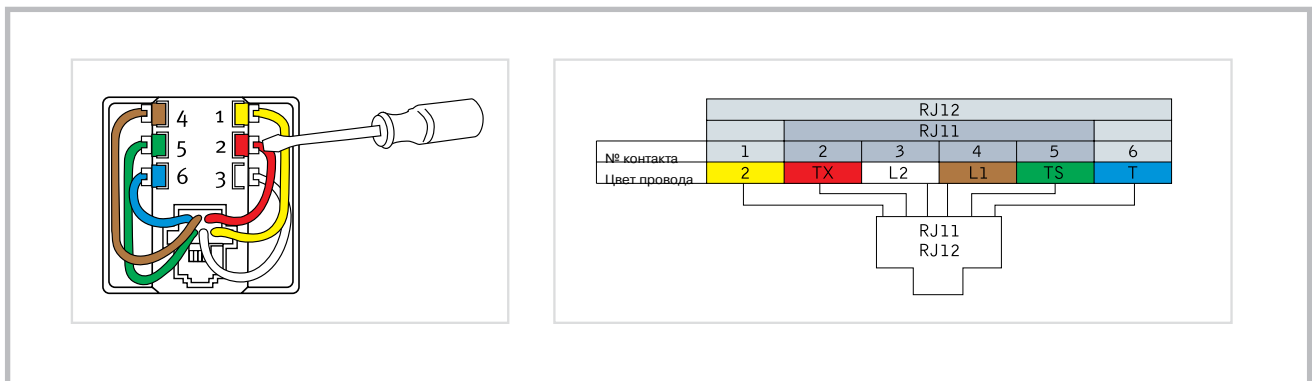 4 1
5 2
6 3
RJ12
RJ11
№ контакта 1 2 3 4 5 6
Цвет провода 2 TX L2 L1 TS T
RJ11
RJ12